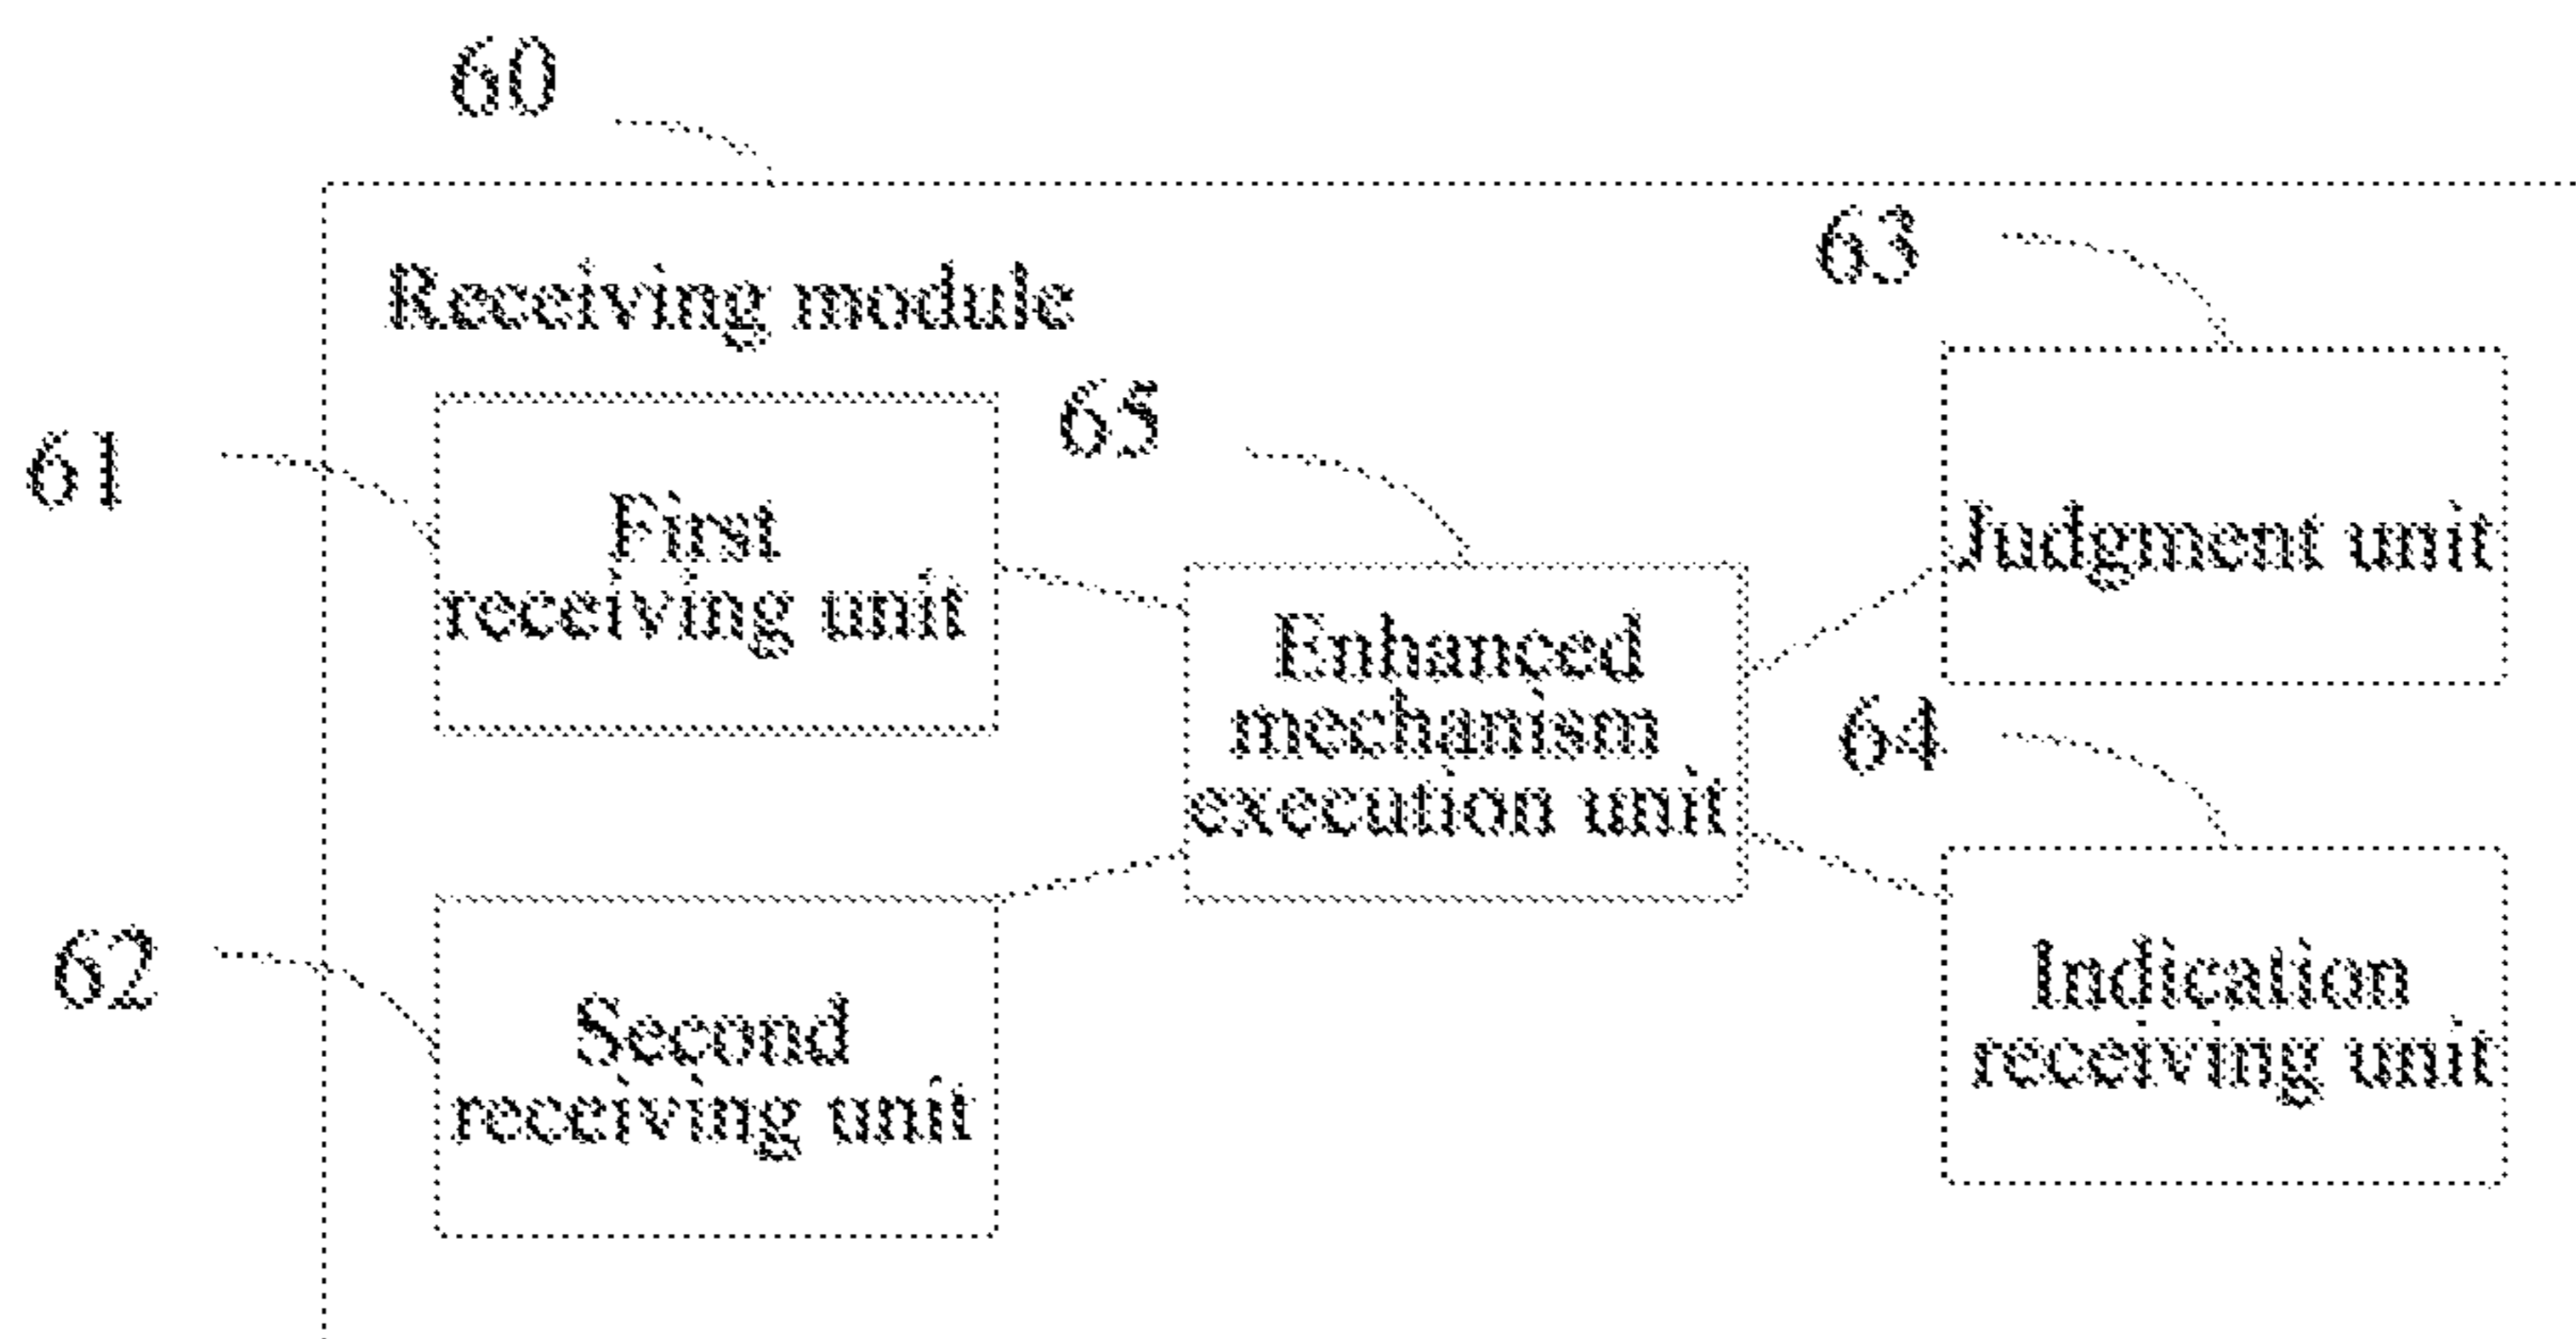 60
Receiving module
63
65
61
First
receiving unit
Judgment unit
Enhanced
mechanism
execution unit
64
62
Second
receiving unit
Indication
receiving unit